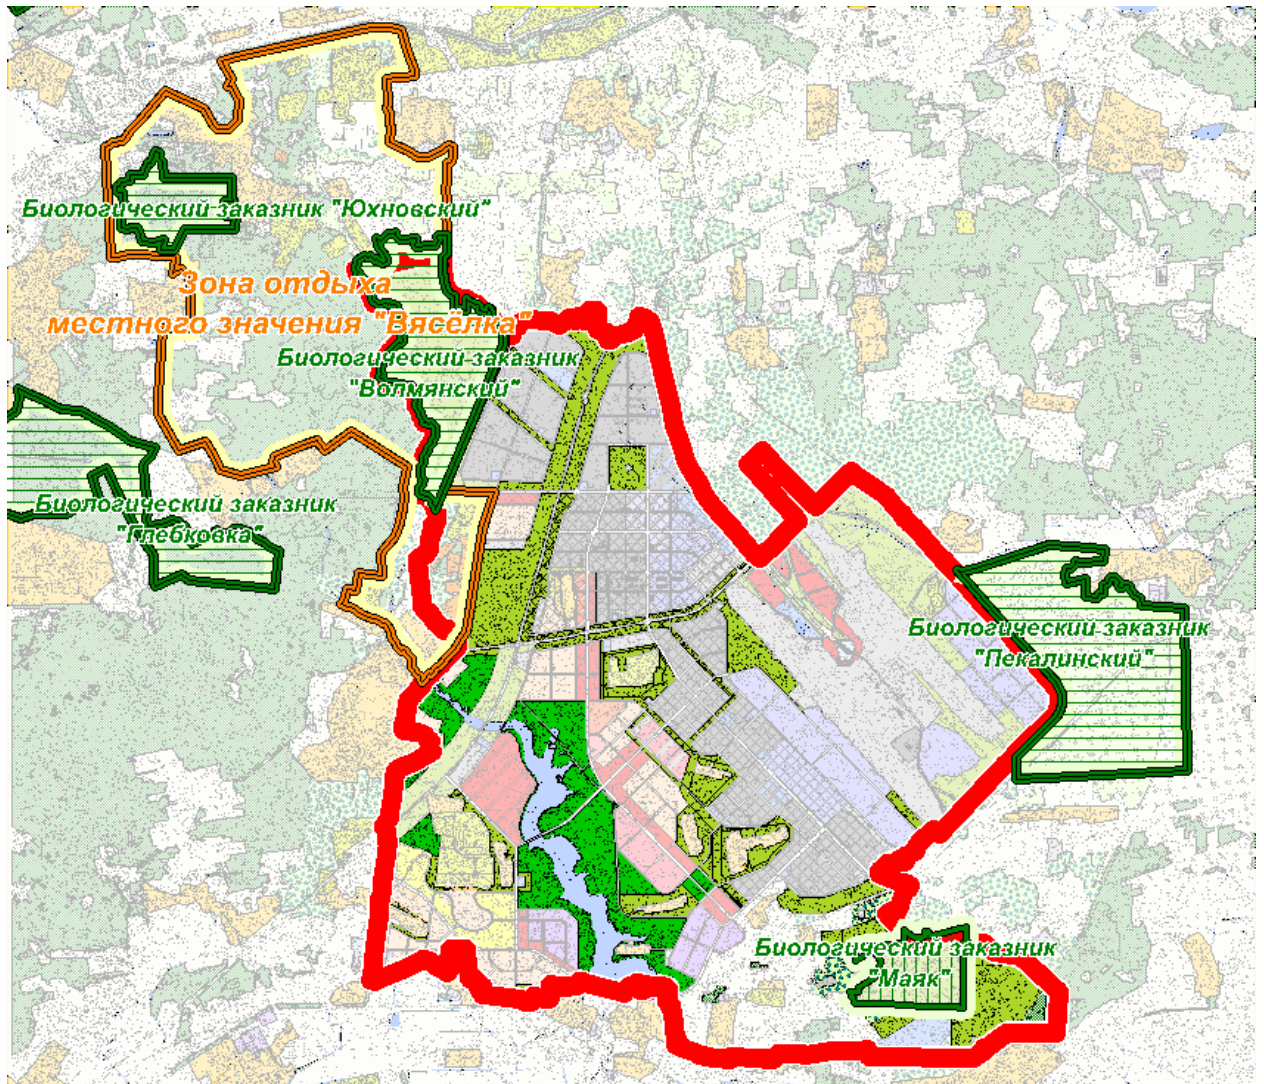 Биологический заказник "Юхновский"
Зона отдыха
местного значения "Вясёлка"
Биологический заказник
"Волмянский"
Биологический заказник
"Глебковка"
Биологический заказник
"Пекалинский"
Биологический заказник
"Маяк"